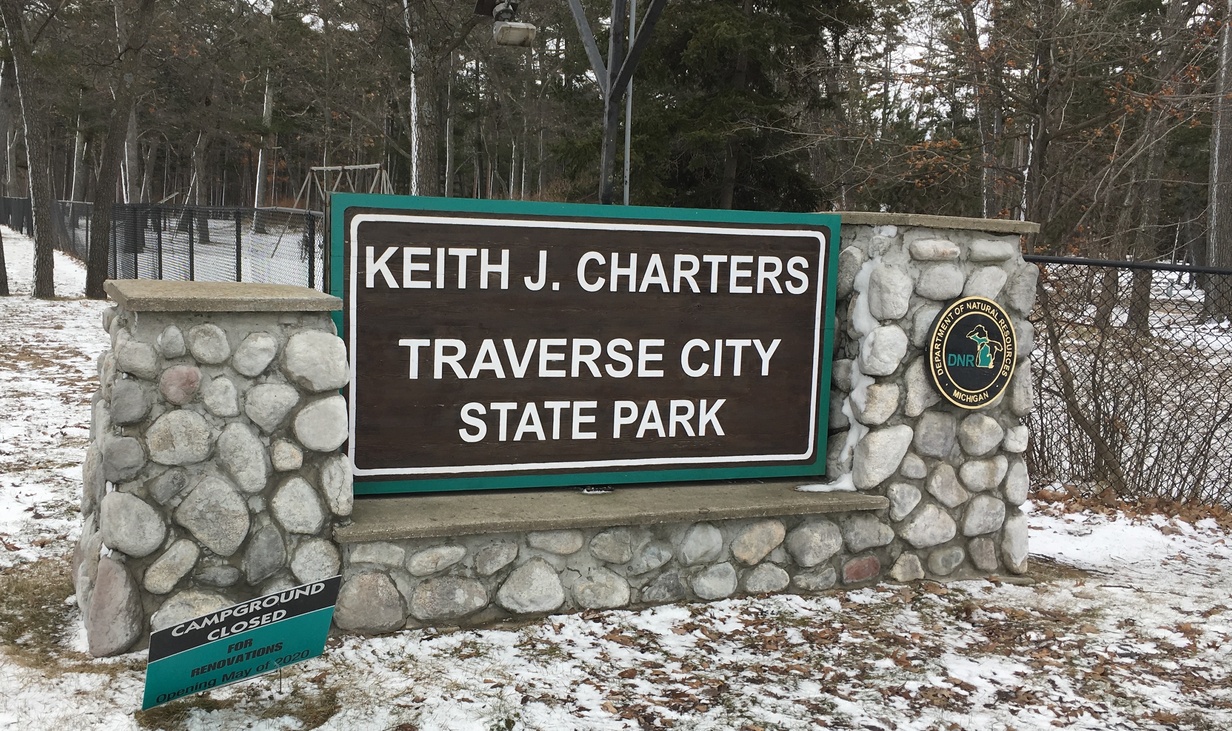 KEITH J. CHARTERS
TRAVERSE CITY
STATE PARK
DEPARTMENT OF NATURAL RESOURCES
DNR
MICHIGAN
CAMPGROUND
CLOSED
FOR
RENOVATIONS
Opening May of 2020